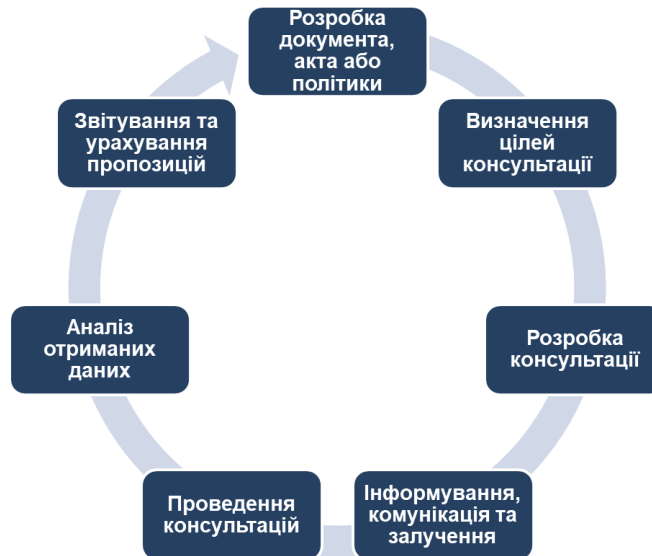 Розробка
документа,
акта або
політики
Визначення
цілей
консультації
Розробка
консультації
Інформування,
комунікація та
залучення
Проведення
консультацій
Аналіз
отриманих
даних
Звітування та
урахування
пропозицій